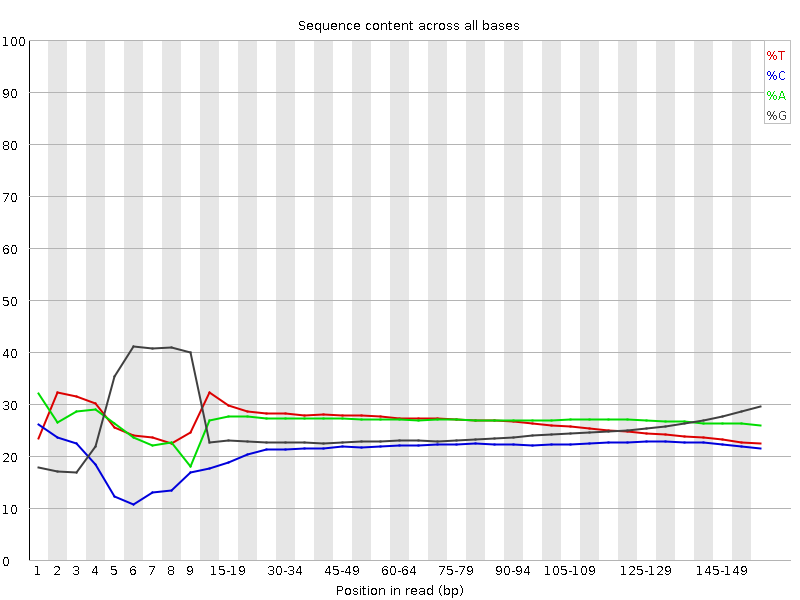 Sequence content across all bases
100
90
80
70
60
50
40
30
20
10
0
%T
%C
%A
%G
1 2 3 4 5 6 7 8 9 15-19 30-34 45-49 60-64 75-79 90-94 105-109 125-129 145-149
Position in read (bp)